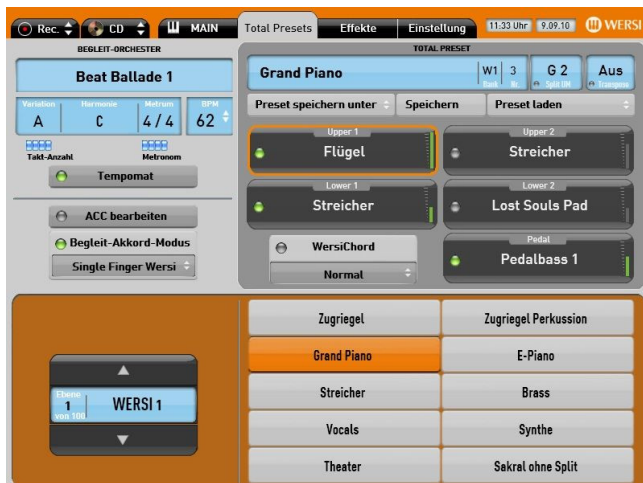 Rec. CD MAIN Total Presets Effekte Einstellung 11:33 Uhr 9.09.10 WERSI
BEGLEIT-ORCHESTER
Beat Ballade 1
Variation Harmonie Metrum BPM
A C 4/4 62
Takt-Anzahl Metronom
Tempomat
ACC bearbeiten
Begleit-Akkord-Modus
Single Finger Wersi
TOTAL PRESET
Grand Piano W1 3 G 2 Aus
Bank Nr. Split UM Transpose
Preset speichern unter Speichern Preset laden
Upper 1 Upper 2
Flügel Streicher
Lower 1 Lower 2
Streicher Lost Souls Pad
WersiChord Pedal
Normal Pedalbass 1
Ebene
1
von 100
WERSI 1
Zugriegel Zugriegel Perkussion
Grand Piano E-Piano
Streicher Brass
Vocals Synthe
Theater Sakral ohne Split